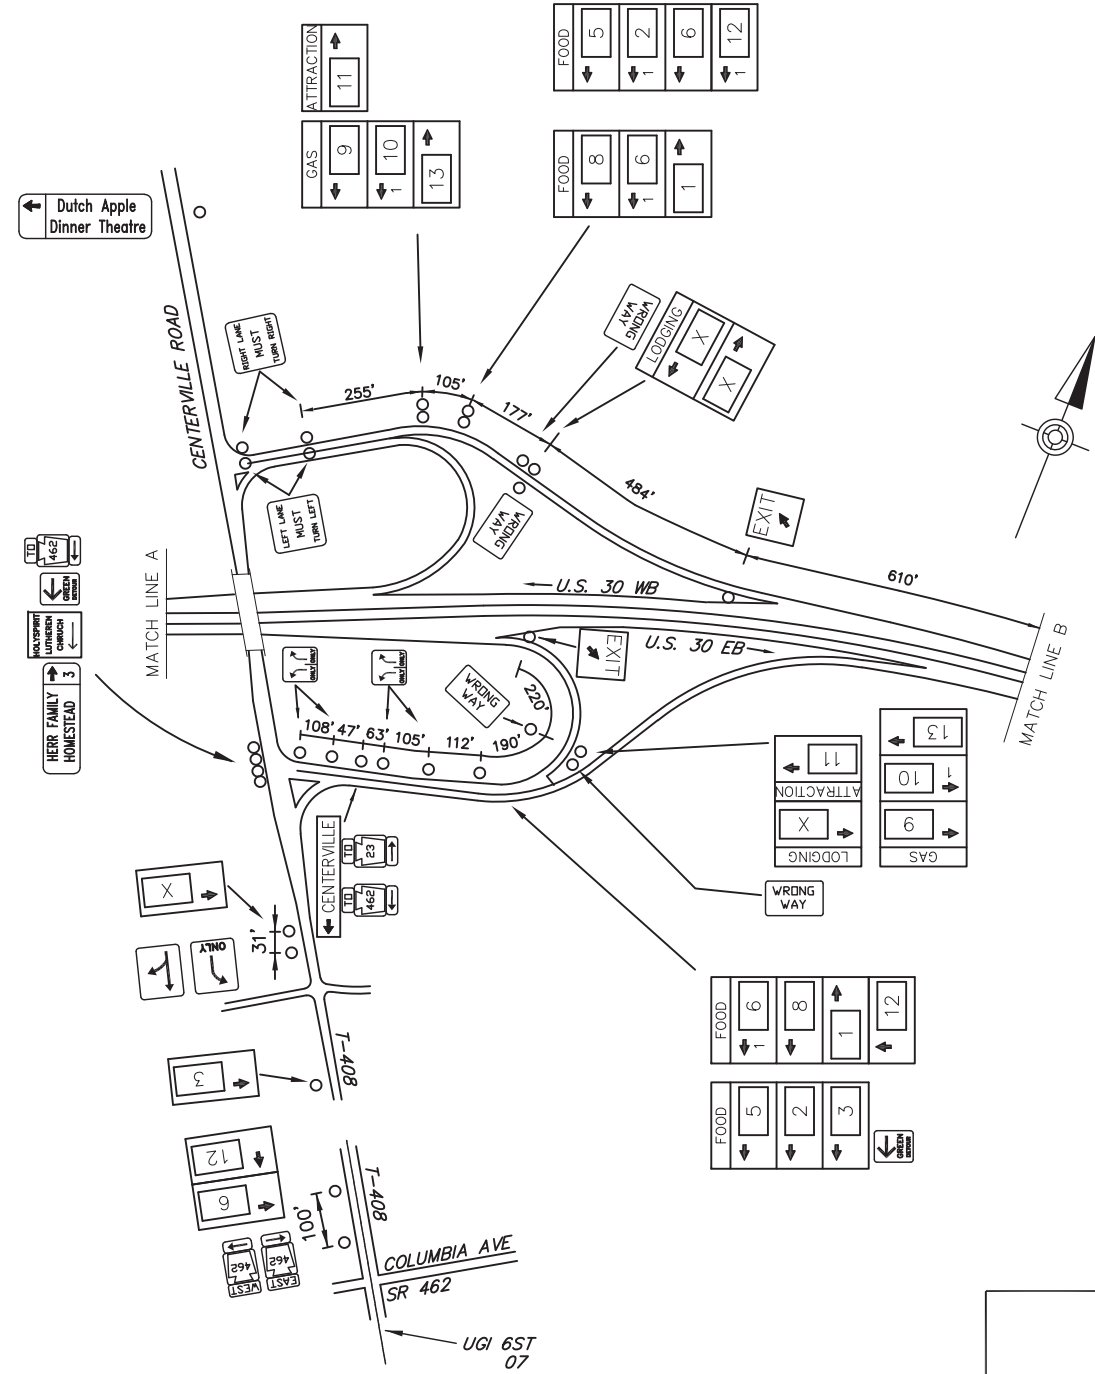 ATTRACTION
11
GAS
9
10
1
13
FOOD
5
2
1
6
12
1
FOOD
8
6
1
1
Dutch Apple
Dinner Theatre
CENTERVILLE ROAD
RIGHT LANE
MUST
TURN RIGHT
255'
105'
177'
WRONG
WAY
LODGING
X
X
484'
EXIT
610'
LEFT LANE
MUST
TURN LEFT
WRONG
WAY
TO
462
GREEN
DETOUR
HOLYSPIRIT
LUTHEREN
CHRUCH
HERR FAMILY
HOMESTEAD
3
MATCH LINE A
U.S. 30 WB
U.S. 30 EB
EXIT
MATCH LINE B
ONLY
ONLY
ONLY
ONLY
WRONG
WAY
220'
108'
47'
63'
105'
112'
190'
ATTRACTION
11
LODGING
X
13
10
1
9
GAS
WRONG
WAY
CENTERVILLE
TO
23
TO
462
X
ONLY
31'
FOOD
6
1
8
1
12
FOOD
5
2
3
GREEN
DETOUR
3
T-408
12
6
T-408
100'
462
WEST
462
EAST
COLUMBIA AVE
SR 462
UGI 6ST
07